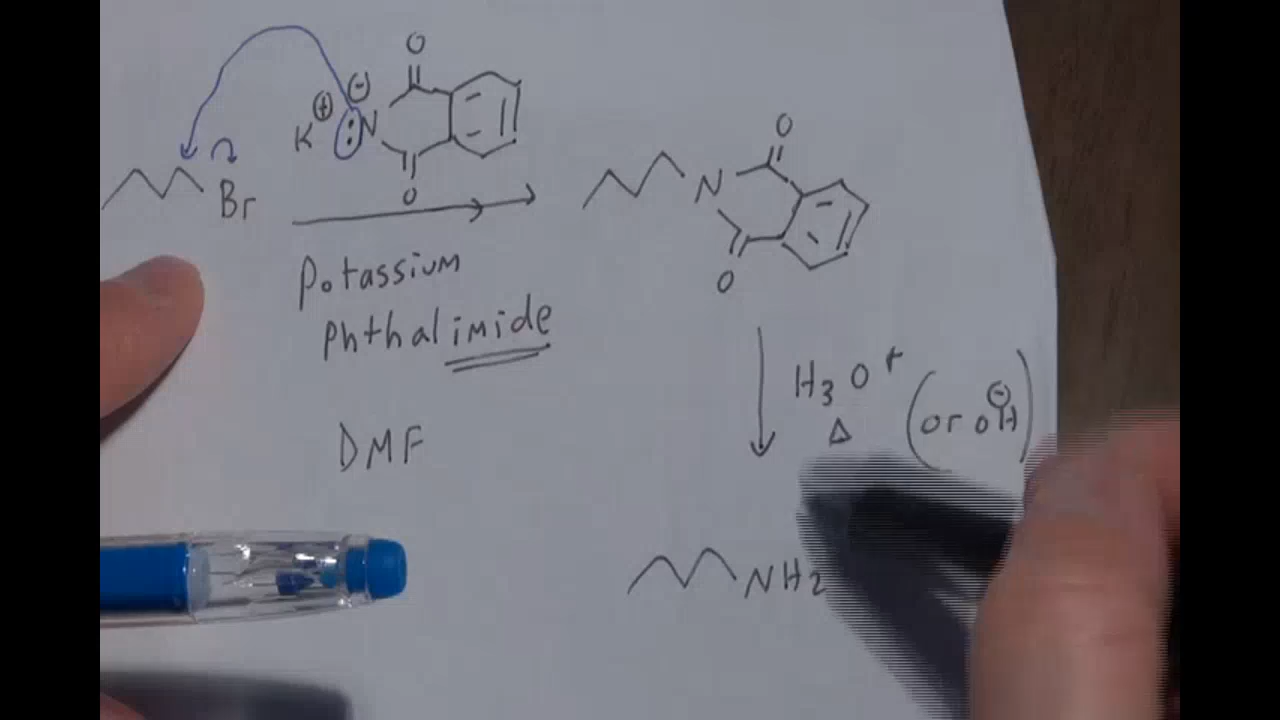 O
K⊕ ⊖ :N
Br
O
Potassium
Phthalimide
DMF
O
N
O
H3O+
Δ
(or ⊖OH)
NH2